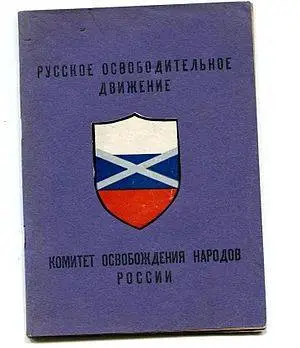 РУССКОЕ ОСВОБОДИТЕЛЬНОЕ
ДВИЖЕНИЕ
КОМИТЕТ ОСВОБОЖДЕНИЯ НАРОДОВ
РОССИИ